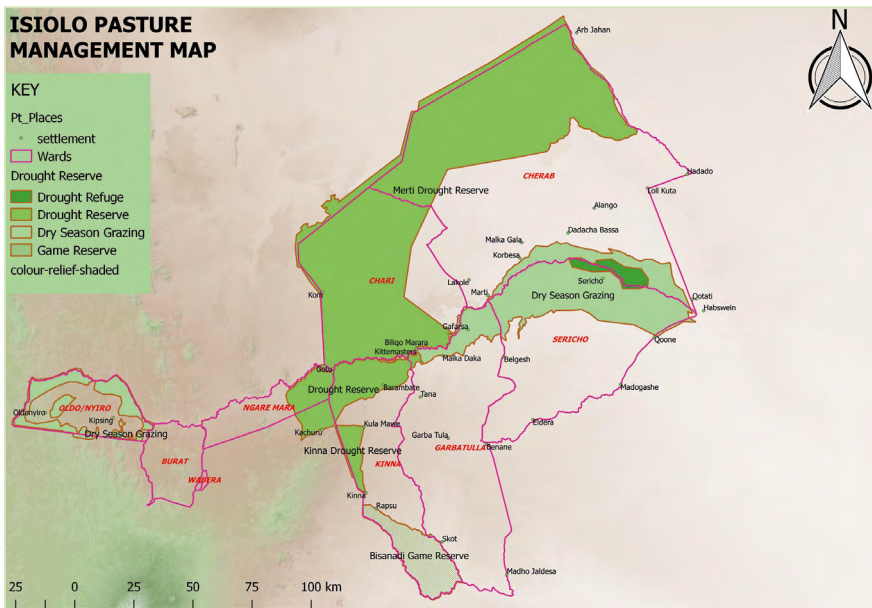 ISIOLO PASTURE
MANAGEMENT MAP
N
KEY
Pt_Places
settlement
Wards
Drought Reserve
Drought Refuge
Drought Reserve
Dry Season Grazing
Game Reserve
colour-relief-shaded
Arb Jahan
Hadado
CHERAB
Merti Drought Reserve
Loll Kuta
Alango
Dadacha Bassa
Malka Gala
Korbesa
CHARI
Lakole
Sericho
Korr
Marti
Dry Season Grazing
Qotati
Habswein
Gafarsa
Biliqo Marara
SERICHO
Qoone
Kittemasters
Malka Daka
Belgesh
Gotu
Drought Reserve
Barambate
Tana
Madogashe
OLDO/NYIRO
NGARE MARA
Oldonyiro
Kipsing
Dry Season Grazing
Kachuru
Kula Mawe
Eldera
Garba Tula
GARBATULLA
Benane
Kinna Drought Reserve
BURAT
KINNA
WABERA
Kinna
Rapsu
Skot
Bisanadi Game Reserve
Madho Jaldesa
25 0 25 50 75 100 km